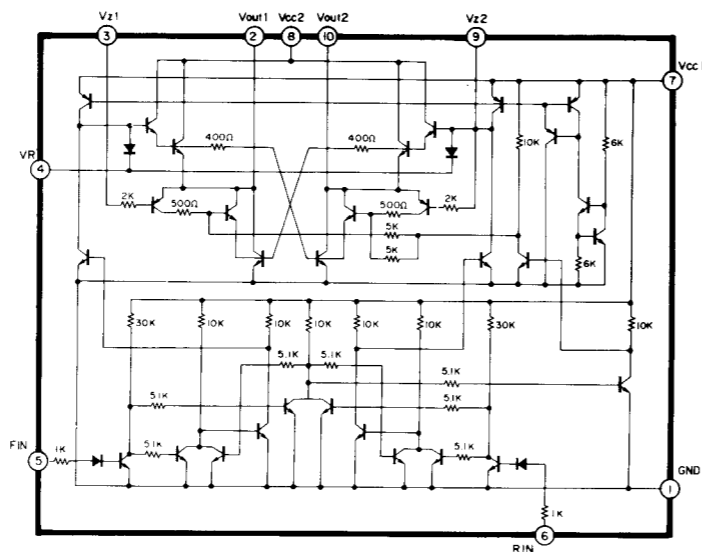 Vz1
Vout1
Vcc2
Vout2
Vz2
3
2
8
10
9
7
Vcc1
VR
4
400Ω
400Ω
10K
6K
2K
500Ω
500Ω
2K
5K
5K
6K
30K
10K
10K
10K
10K
10K
30K
10K
5.1K
5.1K
5.1K
5.1K
5.1K
FIN
5
1K
5.1K
5.1K
GND
1
1K
6
RIN